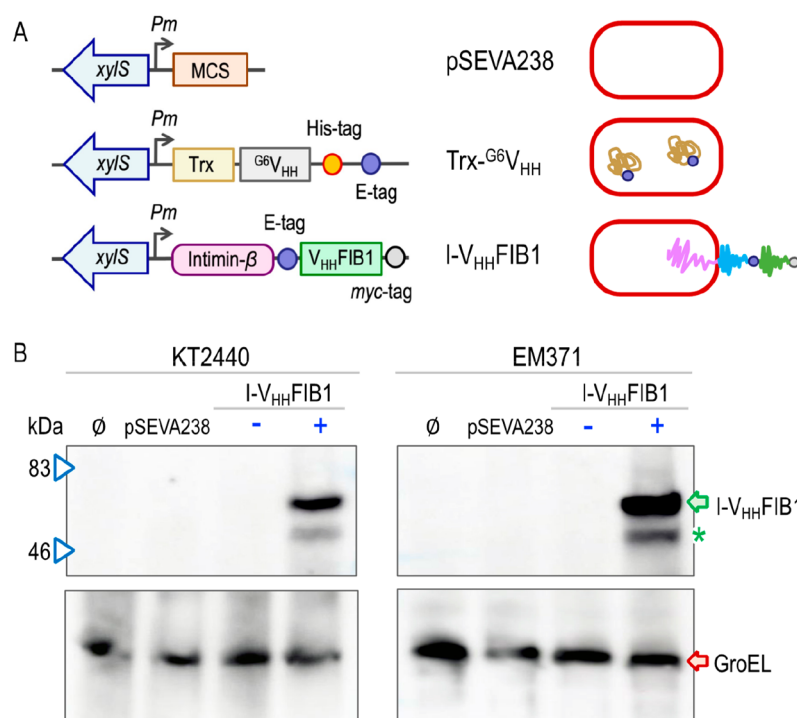 A
xylS Pm MCS
pSEVA238
xylS Pm Trx G6VHH His-tag E-tag
Trx-G6VHH
xylS Pm Intimin-β E-tag VHHFIB1 myc-tag
I-VHHFIB1
B
KT2440 EM371
I-VHHFIB1 I-VHHFIB1
kDa Ø pSEVA238 - + Ø pSEVA238 - +
83
I-VHHFIB1
*
46
GroEL